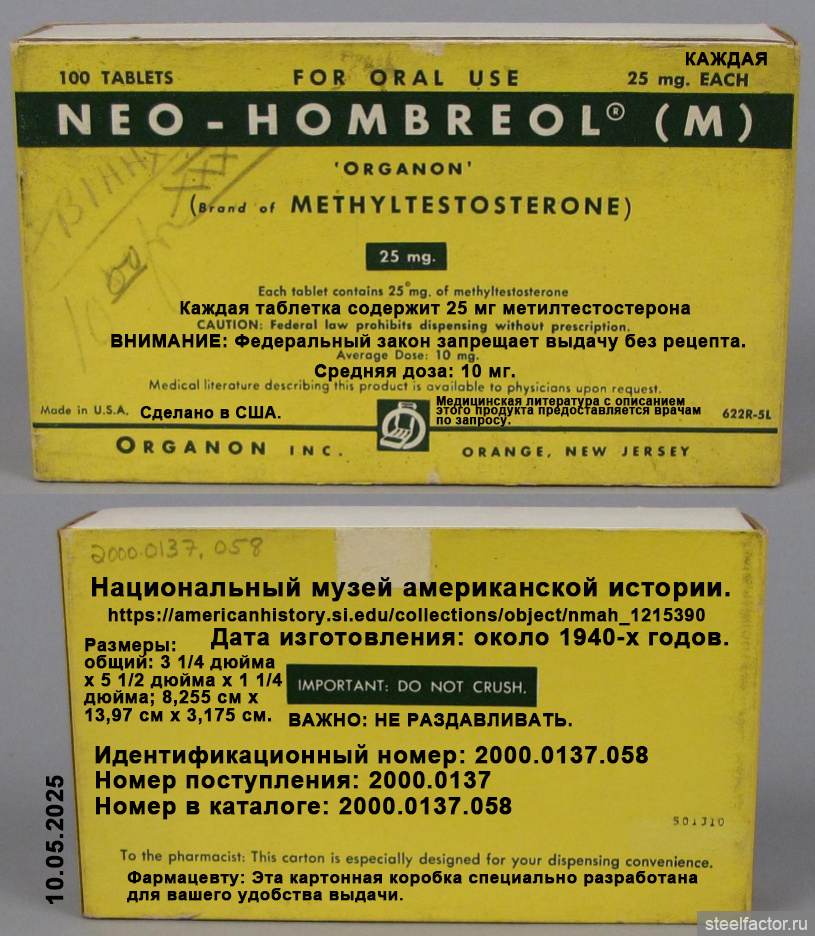 КАЖДАЯ
100 TABLETS FOR ORAL USE 25 mg. EACH
NEO - HOMBREOL® (M)
'ORGANON'
(Brand of METHYLTESTOSTERONE)
25 mg.
Each tablet contains 25 mg. of methyltestosterone
Каждая таблетка содержит 25 мг метилтестостерона
CAUTION: Federal law prohibits dispensing without prescription.
ВНИМАНИЕ: Федеральный закон запрещает выдачу без рецепта.
Average Dose: 10 mg.
Средняя доза: 10 мг.
Medical literature describing this product is available to physicians upon request.
Made in U.S.A. Сделано в США.
Медицинская литература с описанием
этого продукта предоставляется врачам
по запросу.
622R-5L
ORGANON INC. ORANGE, NEW JERSEY
2000.0137.058
Национальный музей американской истории.
https://americanhistory.si.edu/collections/object/nmah_1215390
Дата изготовления: около 1940-х годов.
Размеры:
общий: 3 1/4 дюйма
x 5 1/2 дюйма x 1 1/4
дюйма; 8,255 см x
13,97 см x 3,175 см.
IMPORTANT: DO NOT CRUSH.
ВАЖНО: НЕ РАЗДАВЛИВАТЬ.
Идентификационный номер: 2000.0137.058
Номер поступления: 2000.0137
Номер в каталоге: 2000.0137.058
501310
10.05.2025
To the pharmacist: This carton is especially designed for your dispensing convenience.
Фармацевту: Эта картонная коробка специально разработана
для вашего удобства выдачи.
steelfactor.ru